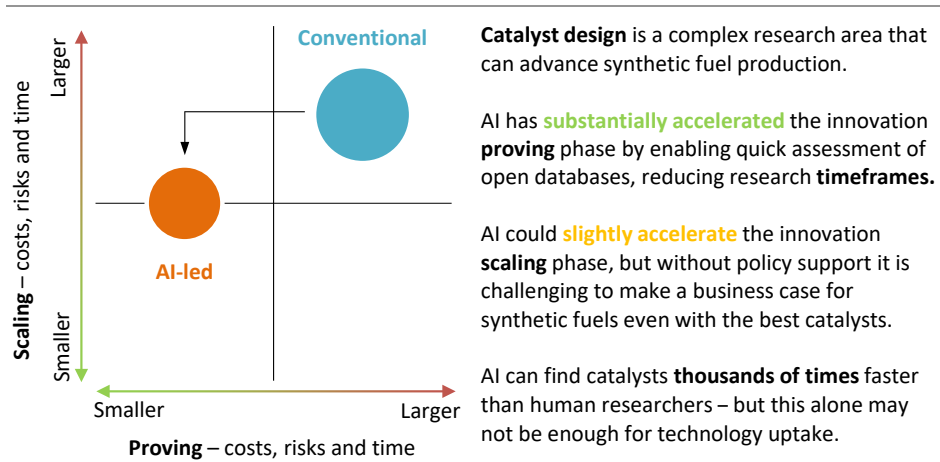 Conventional
AI-led
Larger
Smaller
Scaling – costs, risks and time
Smaller
Larger
Proving – costs, risks and time
Catalyst design is a complex research area that
can advance synthetic fuel production.
AI has substantially accelerated the innovation
proving phase by enabling quick assessment of
open databases, reducing research timeframes.
AI could slightly accelerate the innovation
scaling phase, but without policy support it is
challenging to make a business case for
synthetic fuels even with the best catalysts.
AI can find catalysts thousands of times faster
than human researchers – but this alone may
not be enough for technology uptake.